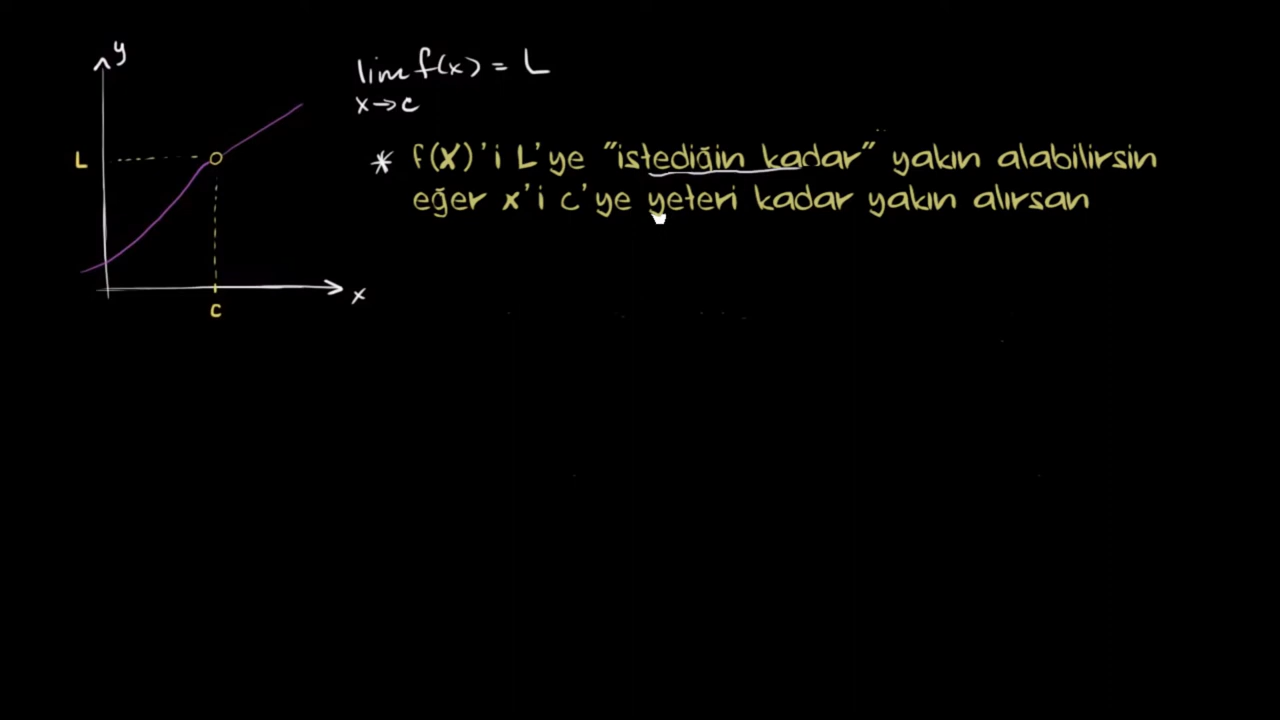 y
lim f(x) = L
x→c
L
* f(x)'i L'ye "istediğin kadar" yakın alabilirsin
eğer x'i c'ye yeteri kadar yakın alırsan
x
c